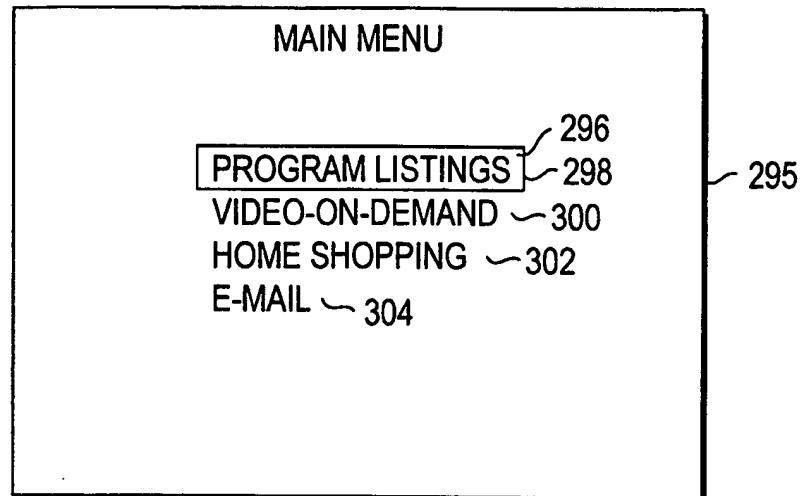 MAIN MENU
296
PROGRAM LISTINGS 298 295
VIDEO-ON-DEMAND 300
HOME SHOPPING 302
E-MAIL 304